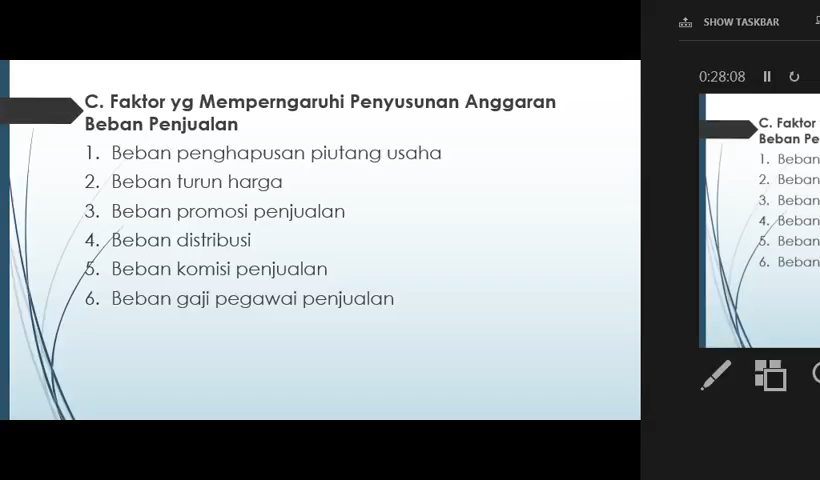 C. Faktor yg Memperngaruhi Penyusunan Anggaran
Beban Penjualan
1. Beban penghapusan piutang usaha
2. Beban turun harga
3. Beban promosi penjualan
4. Beban distribusi
5. Beban komisi penjualan
6. Beban gaji pegawai penjualan
SHOW TASKBAR
0:28:08
C. Faktor
Beban Pe
1. Beban
2. Beban
3. Beban
4. Beban
5. Beban
6. Beban